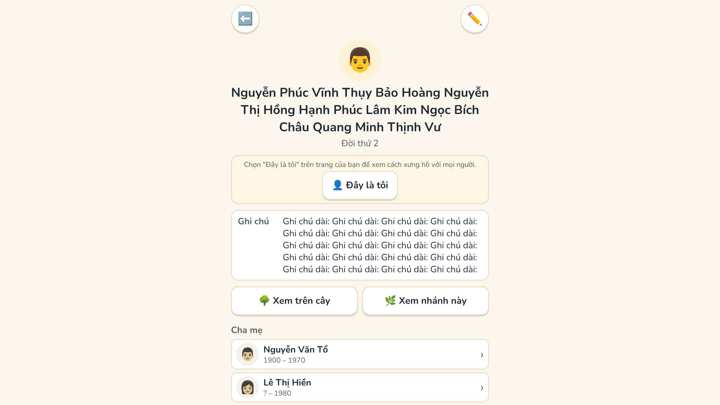 Nguyễn Phúc Vĩnh Thụy Bảo Hoàng Nguyễn
Thị Hồng Hạnh Phúc Lâm Kim Ngọc Bích
Châu Quang Minh Thịnh Vư
Đời thứ 2
Chọn "Đây là tôi" trên trang của bạn để xem cách xưng hô với mọi người.
Đây là tôi
Ghi chú
Ghi chú dài: Ghi chú dài: Ghi chú dài: Ghi chú dài:
Ghi chú dài: Ghi chú dài: Ghi chú dài: Ghi chú dài:
Ghi chú dài: Ghi chú dài: Ghi chú dài: Ghi chú dài:
Ghi chú dài: Ghi chú dài: Ghi chú dài: Ghi chú dài:
Ghi chú dài: Ghi chú dài: Ghi chú dài: Ghi chú dài:
Xem trên cây
Xem nhánh này
Cha mẹ
Nguyễn Văn Tổ
1900 – 1970
Lê Thị Hiền
? – 1980